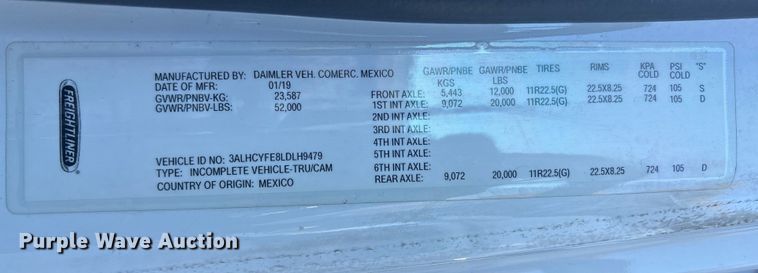 FREIGHTLINER
MANUFACTURED BY: DAIMLER VEH. COMERC. MEXICO
DATE OF MFR: 01/19
GVWR/PNBV-KG: 23,587
GVWR/PNBV-LBS: 52,000
VEHICLE ID NO: 3ALHCYFE8LDLH9479
TYPE: INCOMPLETE VEHICLE-TRU/CAM
COUNTRY OF ORIGIN: MEXICO
GAWR/PNBE KGS GAWR/PNBE LBS TIRES RIMS KPA COLD PSI COLD "S"
FRONT AXLE: 5,443 12,000 11R22.5(G) 22.5X8.25 724 105 S
1ST INT AXLE: 9,072 20,000 11R22.5(G) 22.5X8.25 724 105 D
2ND INT AXLE:
3RD INT AXLE:
4TH INT AXLE:
5TH INT AXLE:
6TH INT AXLE:
REAR AXLE: 9,072 20,000 11R22.5(G) 22.5X8.25 724 105 D
Purple Wave Auction